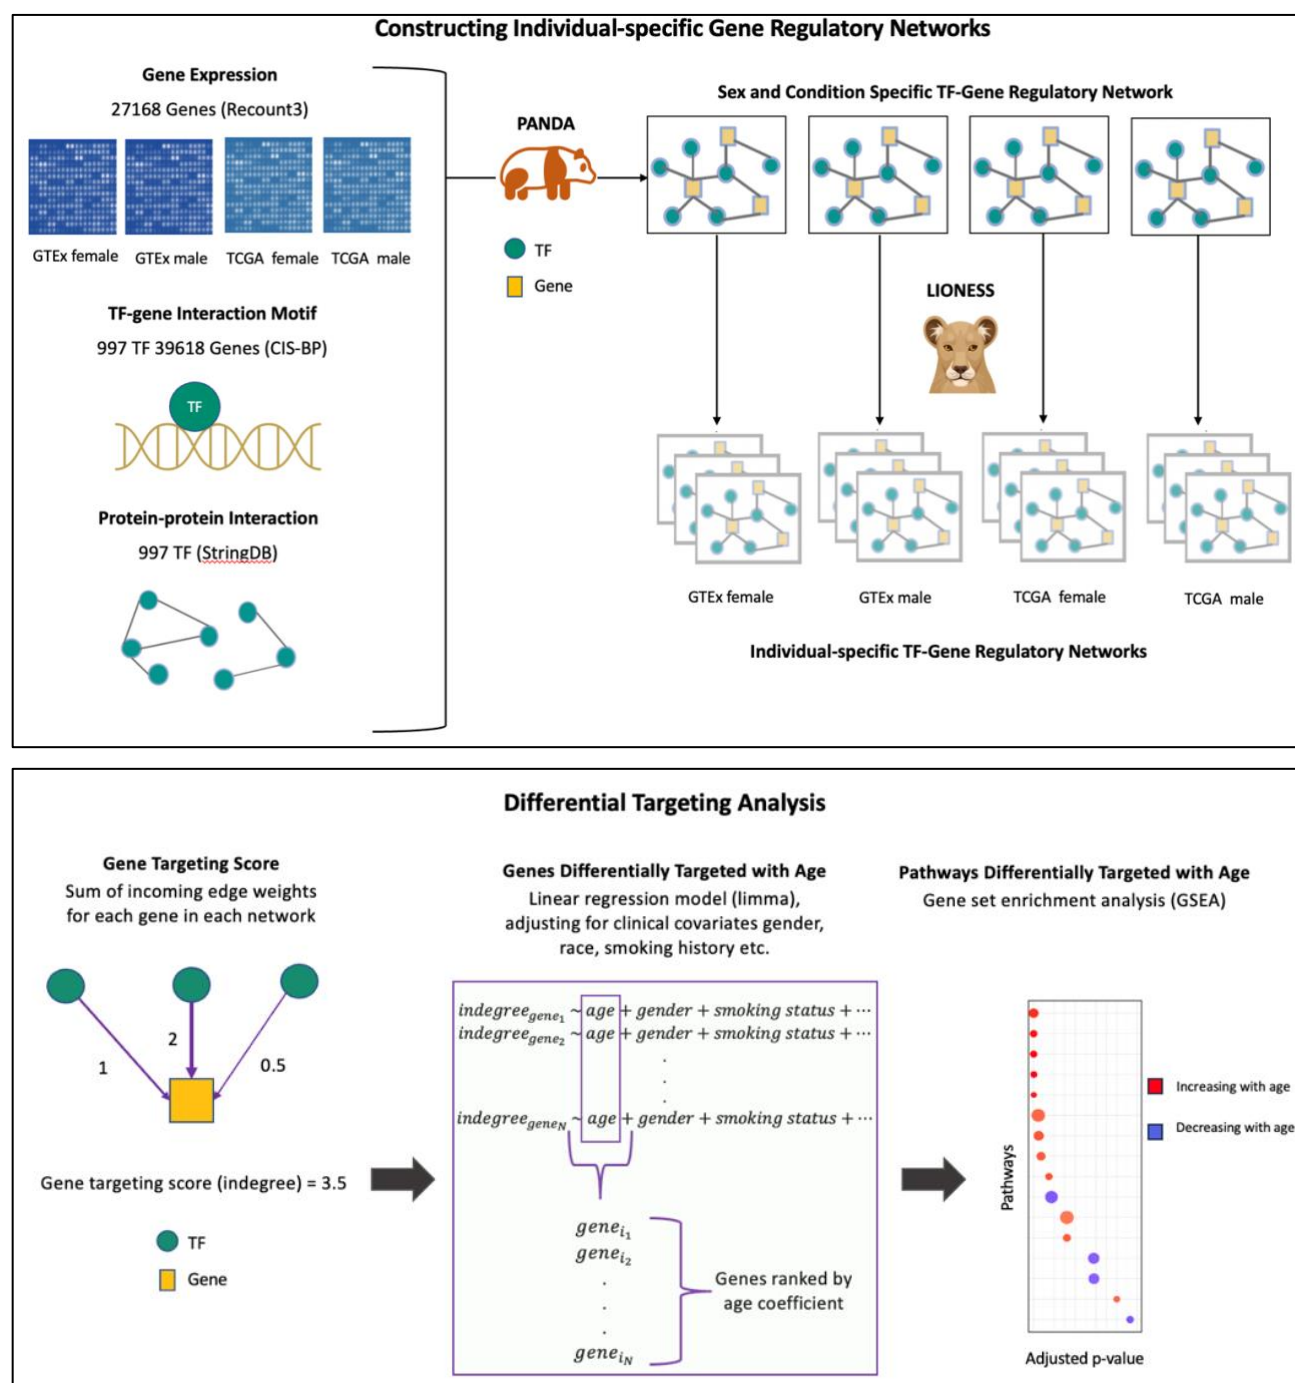 Constructing Individual-specific Gene Regulatory Networks
Gene Expression
27168 Genes (Recount3)
GTEx female
GTEx male
TCGA female
TCGA male
TF-gene Interaction Motif
997 TF 39618 Genes (CIS-BP)
TF
Protein-protein Interaction
997 TF (StringDB)
PANDA
TF
Gene
Sex and Condition Specific TF-Gene Regulatory Network
LIONESS
GTEx female
GTEx male
TCGA female
TCGA male
Individual-specific TF-Gene Regulatory Networks
Differential Targeting Analysis
Gene Targeting Score
Sum of incoming edge weights
for each gene in each network
1
2
0.5
Gene targeting score (indegree) = 3.5
TF
Gene
Genes Differentially Targeted with Age
Linear regression model (limma),
adjusting for clinical covariates gender,
race, smoking history etc.
indegree_gene_1 ~ age + gender + smoking status + ⋯
indegree_gene_2 ~ age + gender + smoking status + ⋯
.
.
.
indegree_gene_N ~ age + gender + smoking status + ⋯
gene_i_1
gene_i_2
.
.
.
gene_i_N
Genes ranked by
age coefficient
Pathways Differentially Targeted with Age
Gene set enrichment analysis (GSEA)
Pathways
Increasing with age
Decreasing with age
Adjusted p-value